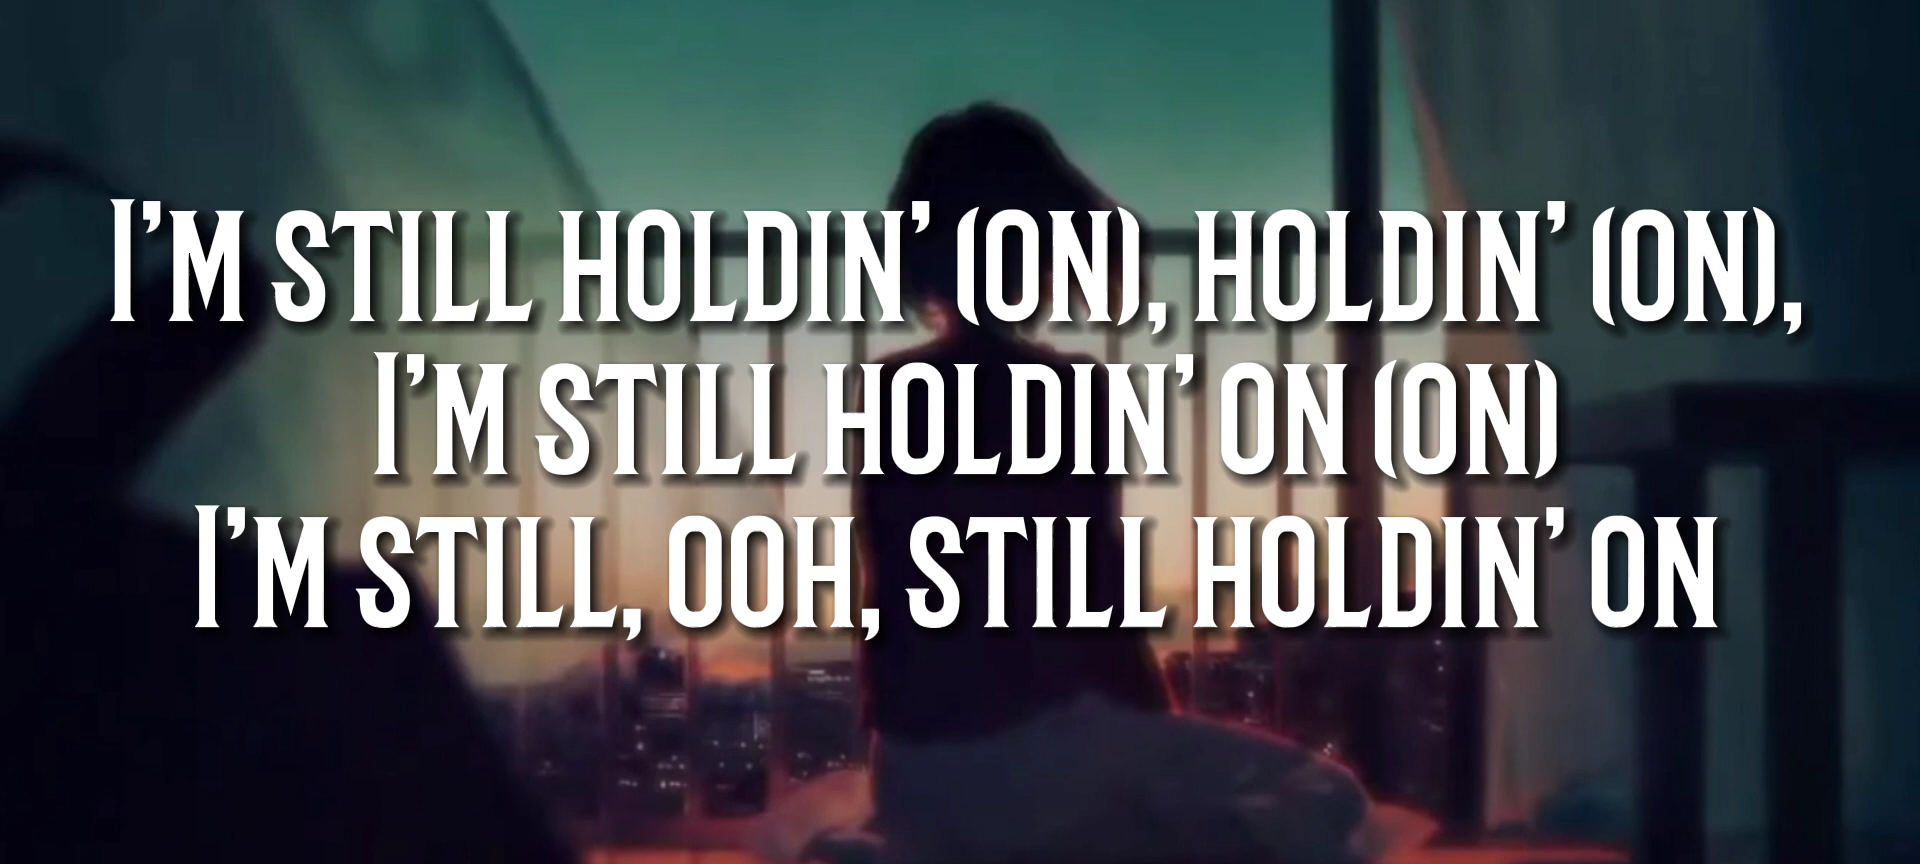 I'M STILL HOLDIN' (ON), HOLDIN' (ON),
I'M STILL HOLDIN' ON (ON)
I'M STILL, OOH, STILL HOLDIN' ON